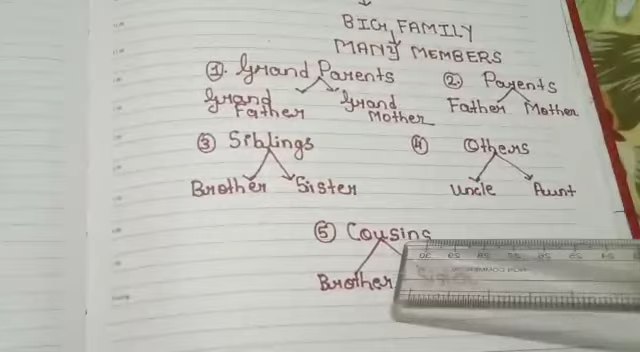 BIG FAMILY
MANY MEMBERS
① Grand Parents
Grand Father
Grand Mother
② Parents
Father Mother
③ Siblings
Brother Sister
④ Others
Uncle Aunt
⑤ Cousins
Brother